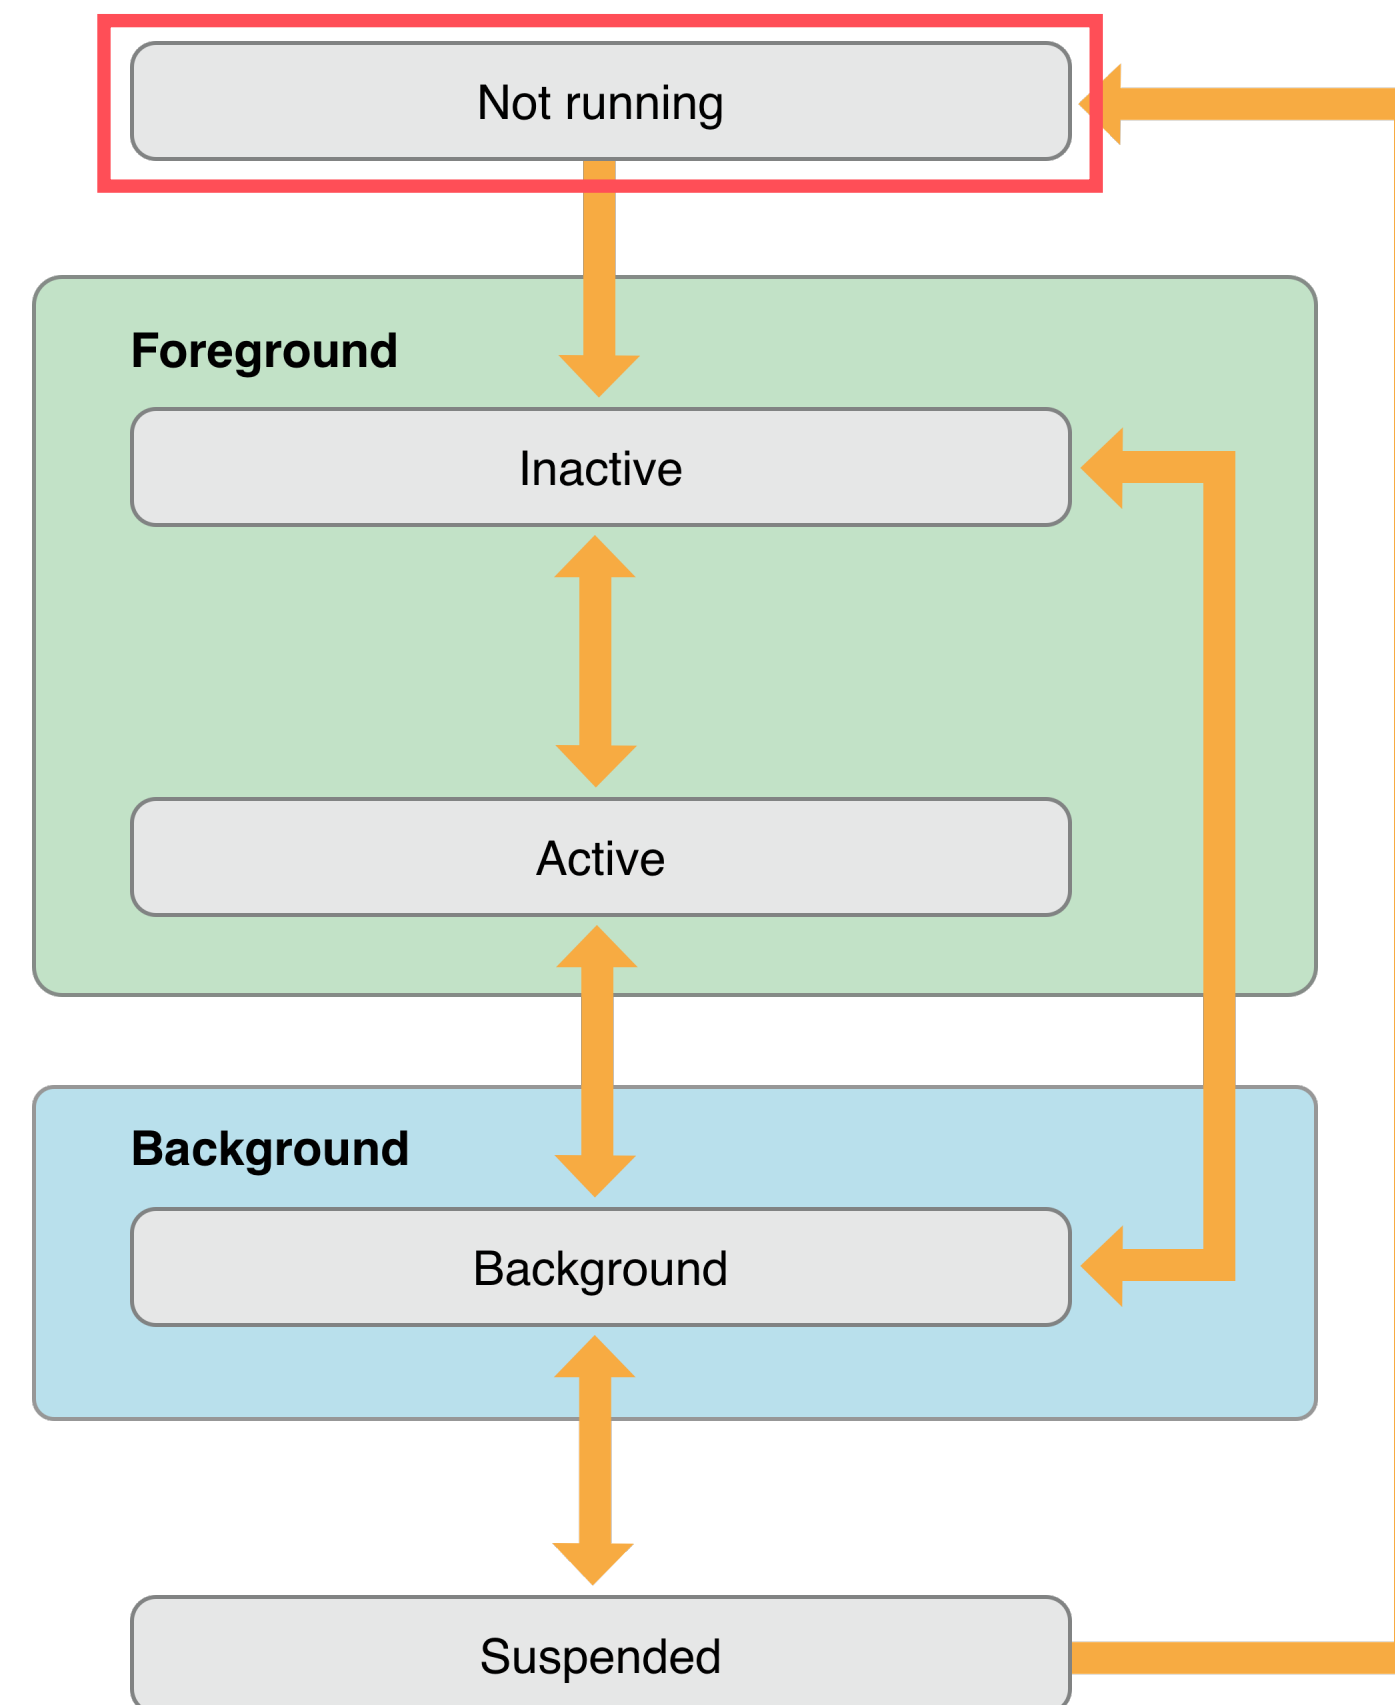 Not running
Foreground
Inactive
Active
Background
Background
Suspended